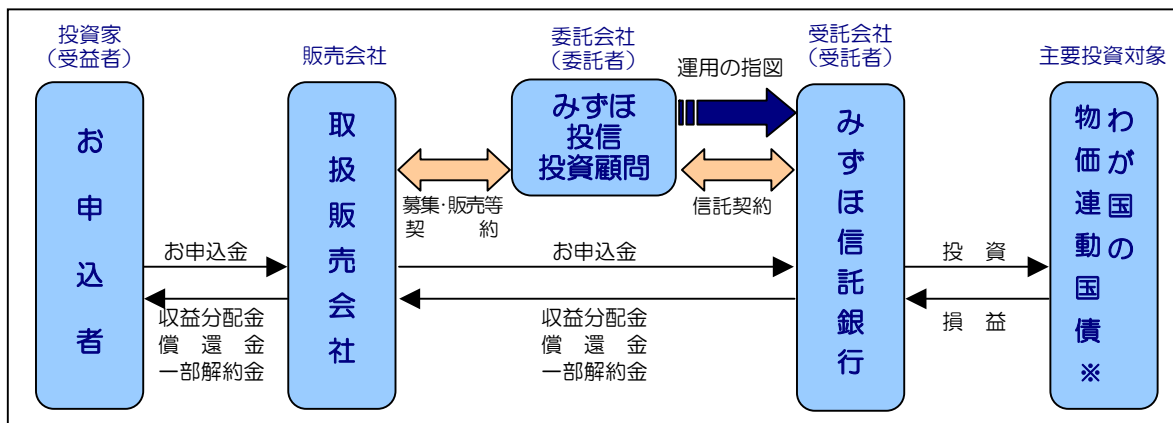 投資家
（受益者）
お申込者
販売会社
取扱販売会社
委託会社
（委託者）
みずほ
投信
投資顧問
運用の指図
受託会社
（受託者）
みずほ信託銀行
主要投資対象
わが国の
物価連動国債※
募集・販売等
契　　約
信託契約
お申込金
お申込金
投　資
収益分配金
償　還　金
一部解約金
収益分配金
償　還　金
一部解約金
損　益